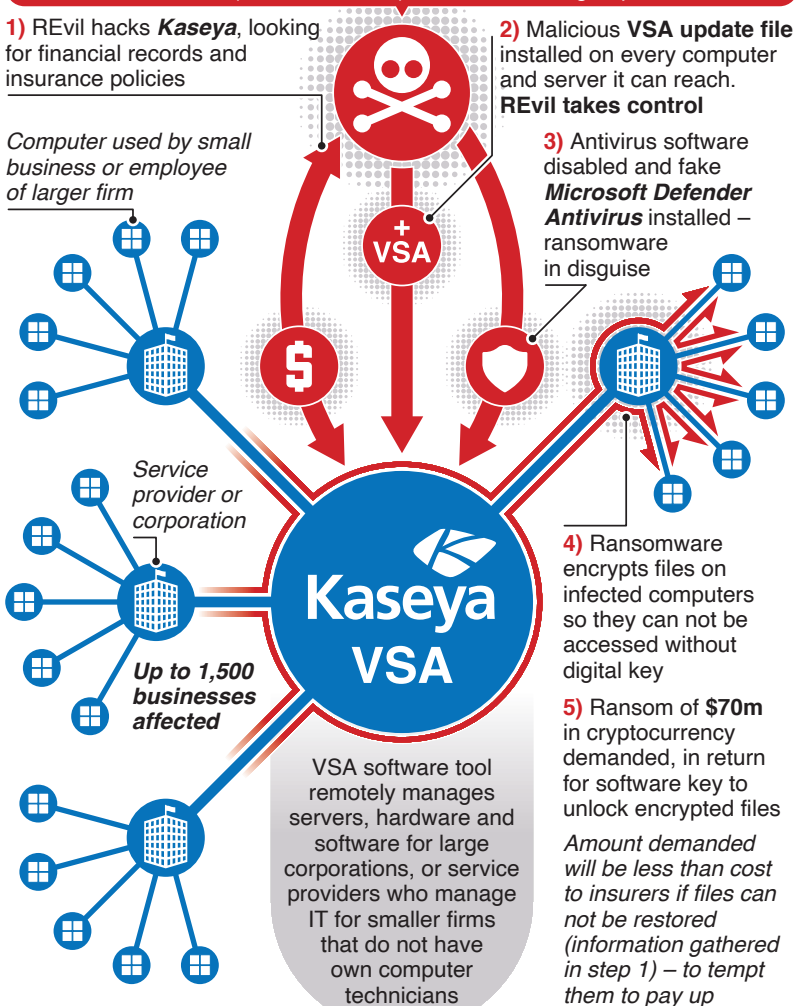 1) REvil hacks Kaseya, looking
for financial records and
insurance policies
2) Malicious VSA update file
installed on every computer
and server it can reach.
REvil takes control
Computer used by small
business or employee
of larger firm
3) Antivirus software
disabled and fake
Microsoft Defender
Antivirus installed –
ransomware
in disguise
+
VSA
$
Service
provider or
corporation
Kaseya
VSA
Up to 1,500
businesses
affected
4) Ransomware
encrypts files on
infected computers
so they can not be
accessed without
digital key
5) Ransom of $70m
in cryptocurrency
demanded, in return
for software key to
unlock encrypted files
Amount demanded
will be less than cost
to insurers if files can
not be restored
(information gathered
in step 1) – to tempt
them to pay up
VSA software tool
remotely manages
servers, hardware and
software for large
corporations, or service
providers who manage
IT for smaller firms
that do not have
own computer
technicians